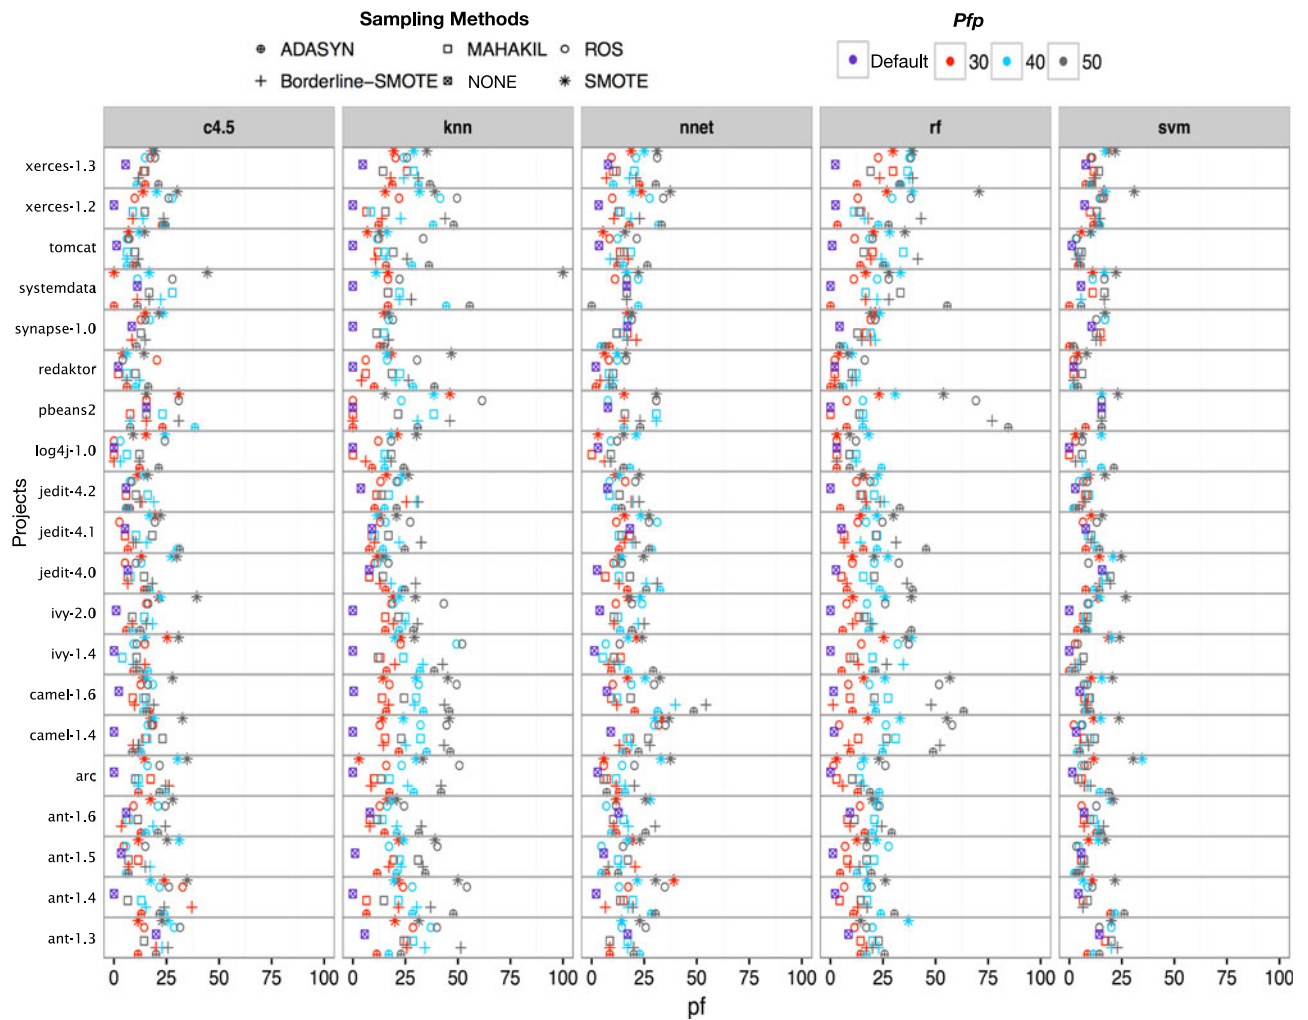 Sampling Methods
Pfp
ADASYN MAHAKIL ROS
Borderline−SMOTE NONE SMOTE
Default 30 40 50
c4.5 knn nnet rf svm
xerces-1.3
xerces-1.2
tomcat
systemdata
synapse-1.0
redaktor
pbeans2
log4j-1.0
jedit-4.2
jedit-4.1
jedit-4.0
ivy-2.0
ivy-1.4
camel-1.6
camel-1.4
arc
ant-1.6
ant-1.5
ant-1.4
ant-1.3
Projects
0 25 50 75 100 0 25 50 75 100 0 25 50 75 100 0 25 50 75 100 0 25 50 75 100
pf